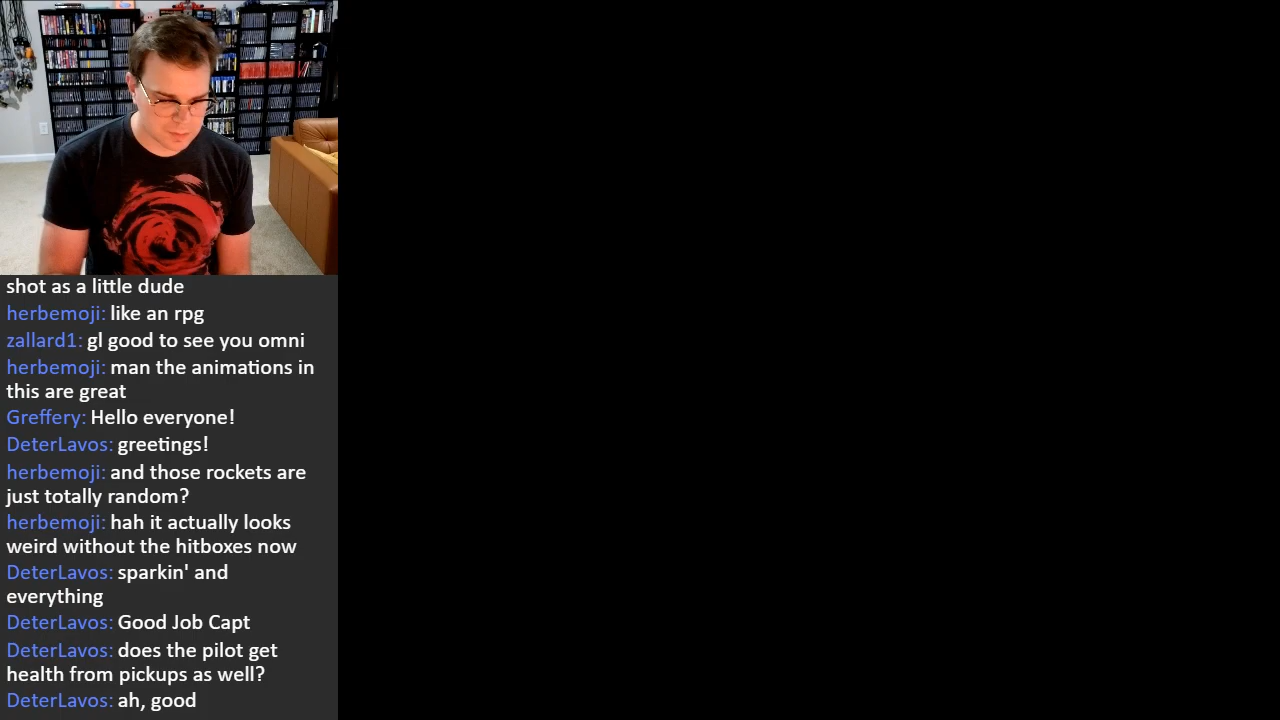 shot as a little dude
herbemoji: like an rpg
zallard1: gl good to see you omni
herbemoji: man the animations in
this are great
Greffery: Hello everyone!
DeterLavos: greetings!
herbemoji: and those rockets are
just totally random?
herbemoji: hah it actually looks
weird without the hitboxes now
DeterLavos: sparkin' and
everything
DeterLavos: Good Job Capt
DeterLavos: does the pilot get
health from pickups as well?
DeterLavos: ah, good